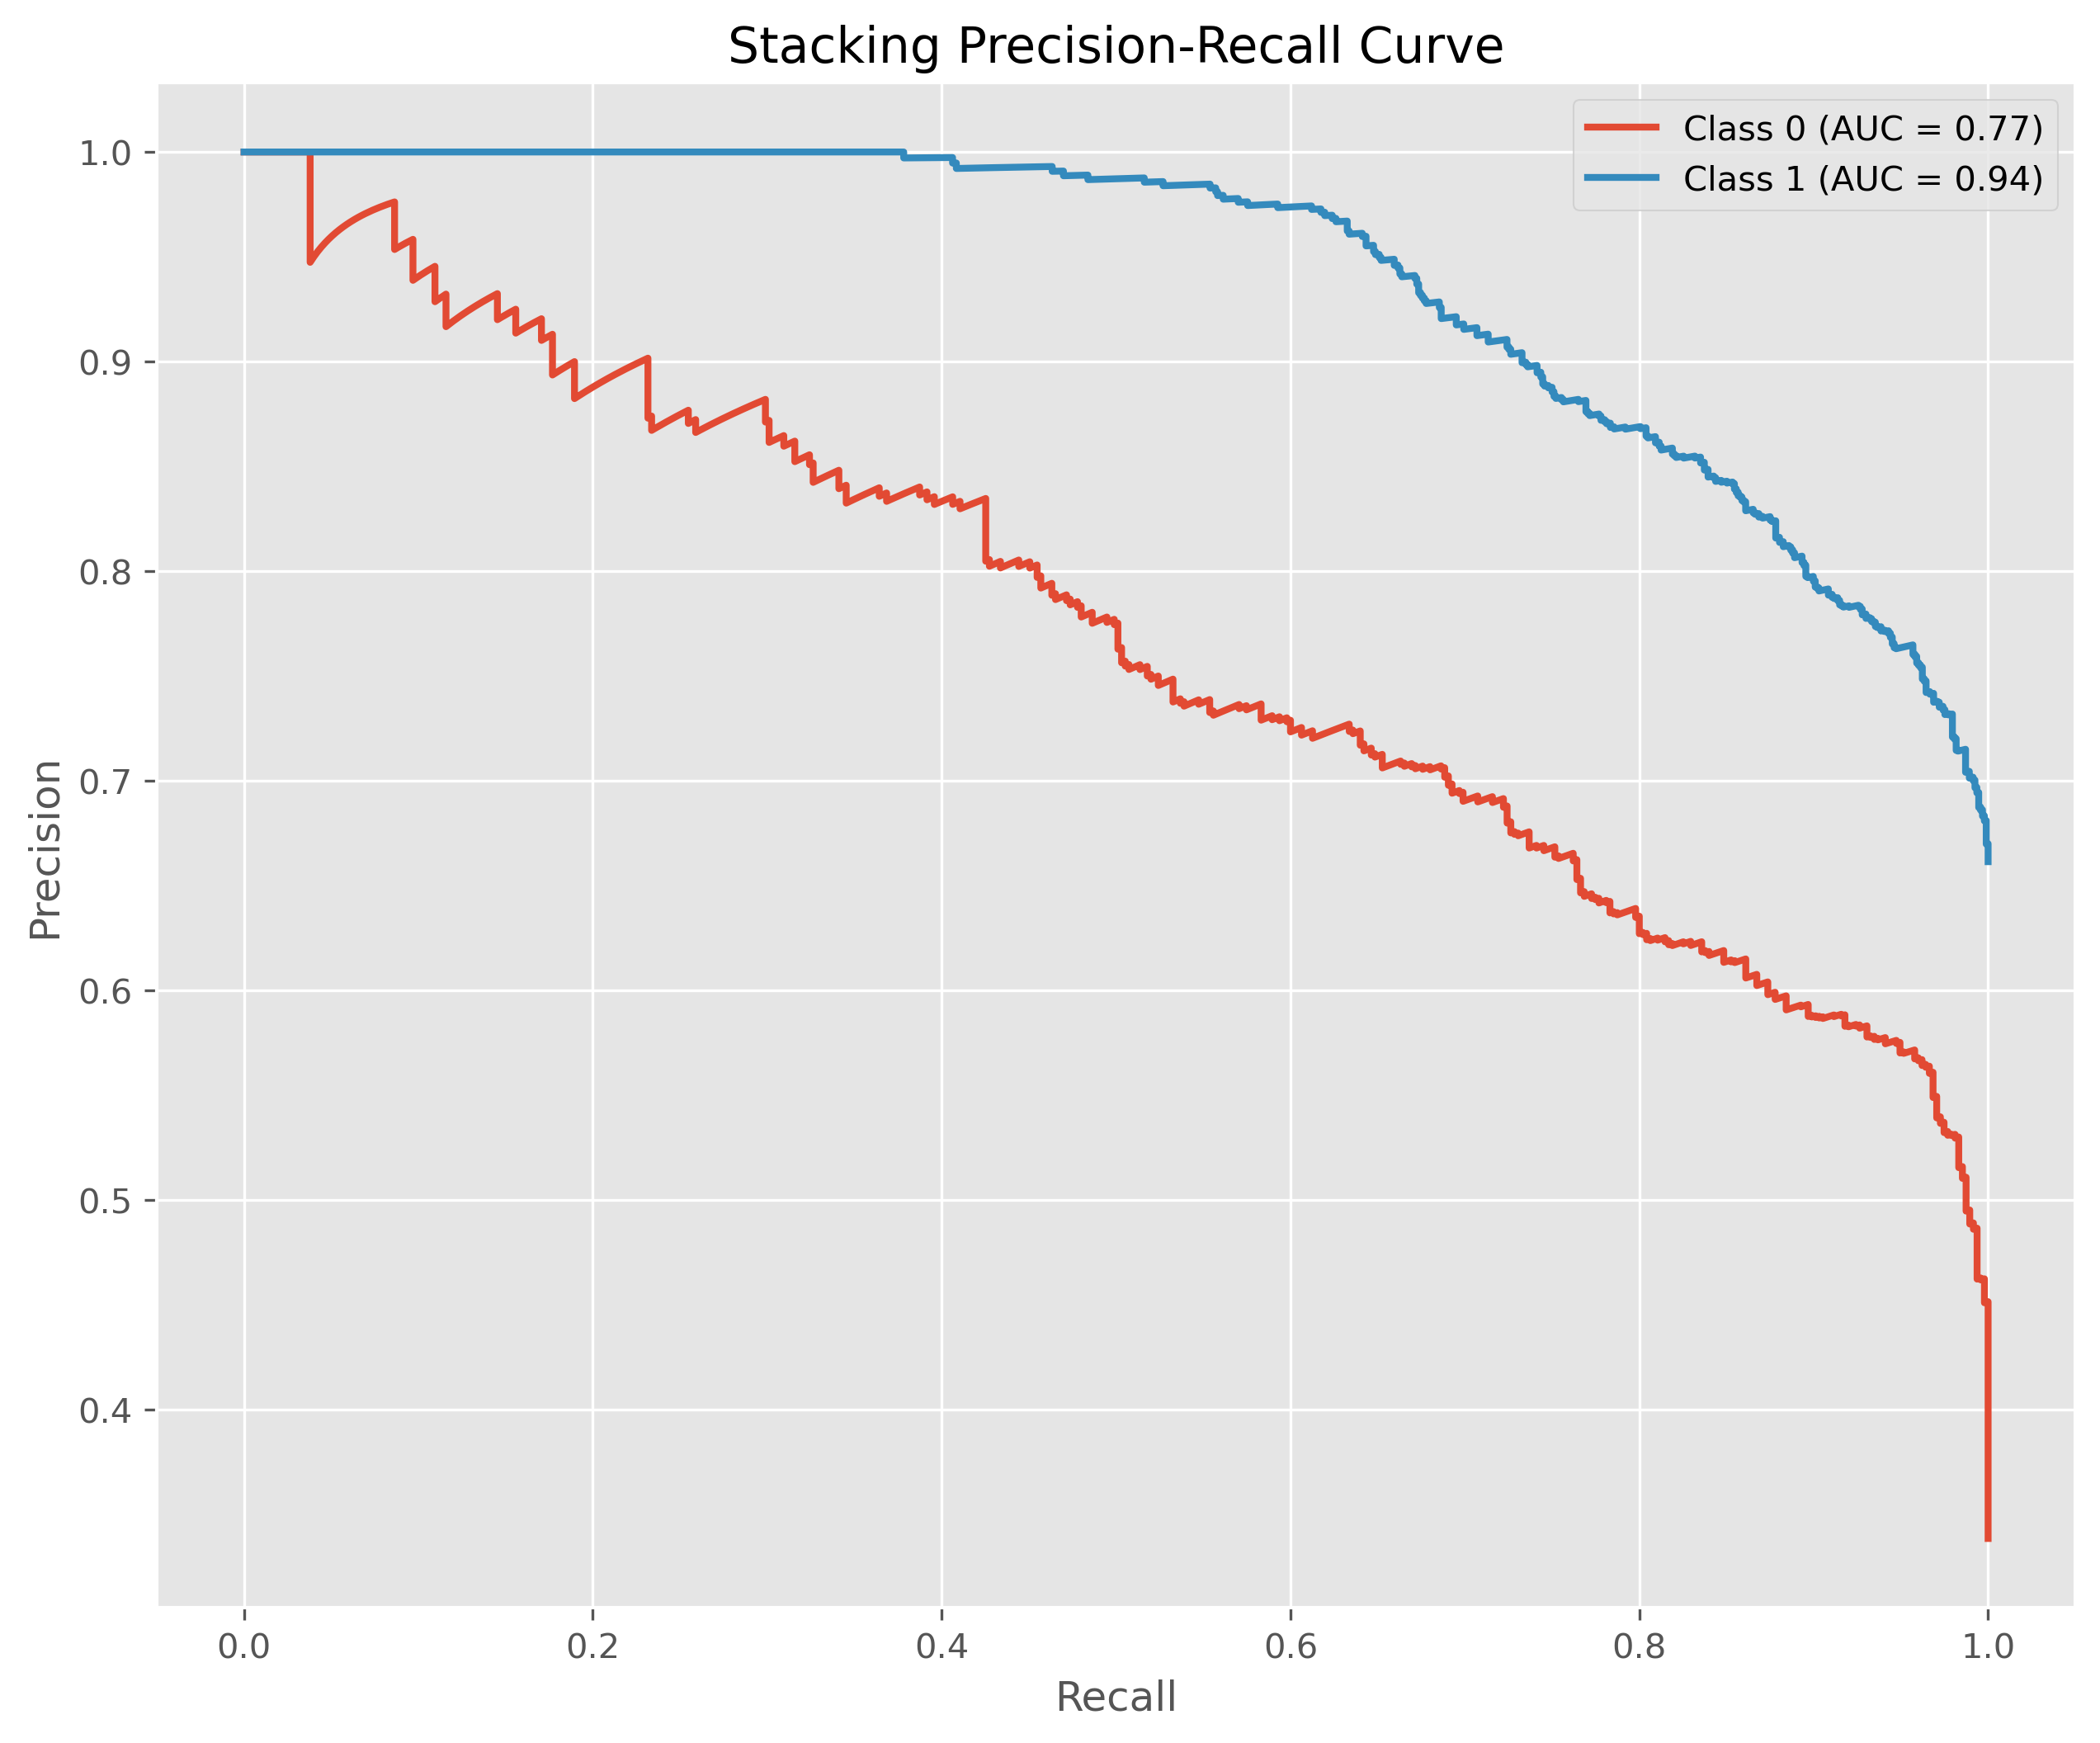 Stacking Precision-Recall Curve
Class 0 (AUC = 0.77)
Class 1 (AUC = 0.94)
Precision
1.0
0.9
0.8
0.7
0.6
0.5
0.4
0.0 0.2 0.4 0.6 0.8 1.0
Recall